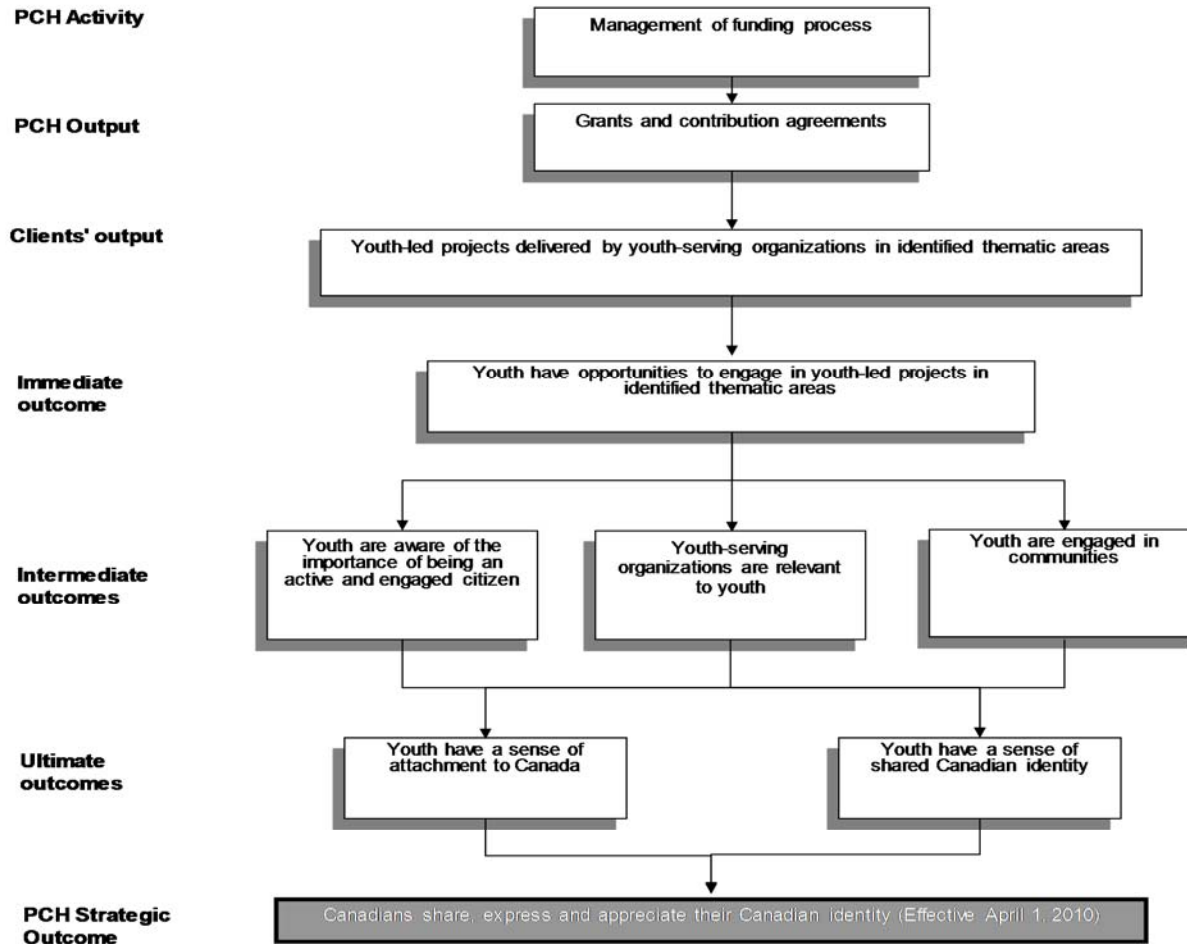 PCH Activity
Management of funding process
PCH Output
Grants and contribution agreements
Clients' output
Youth-led projects delivered by youth-serving organizations in identified thematic areas
Immediate
outcome
Youth have opportunities to engage in youth-led projects in
identified thematic areas
Intermediate
outcomes
Youth are aware of the
importance of being an
active and engaged citizen
Youth-serving
organizations are relevant
to youth
Youth are engaged in
communities
Ultimate
outcomes
Youth have a sense of
attachment to Canada
Youth have a sense of
shared Canadian identity
PCH Strategic
Outcome
Canadians share, express and appreciate their Canadian identity (Effective April 1, 2010)